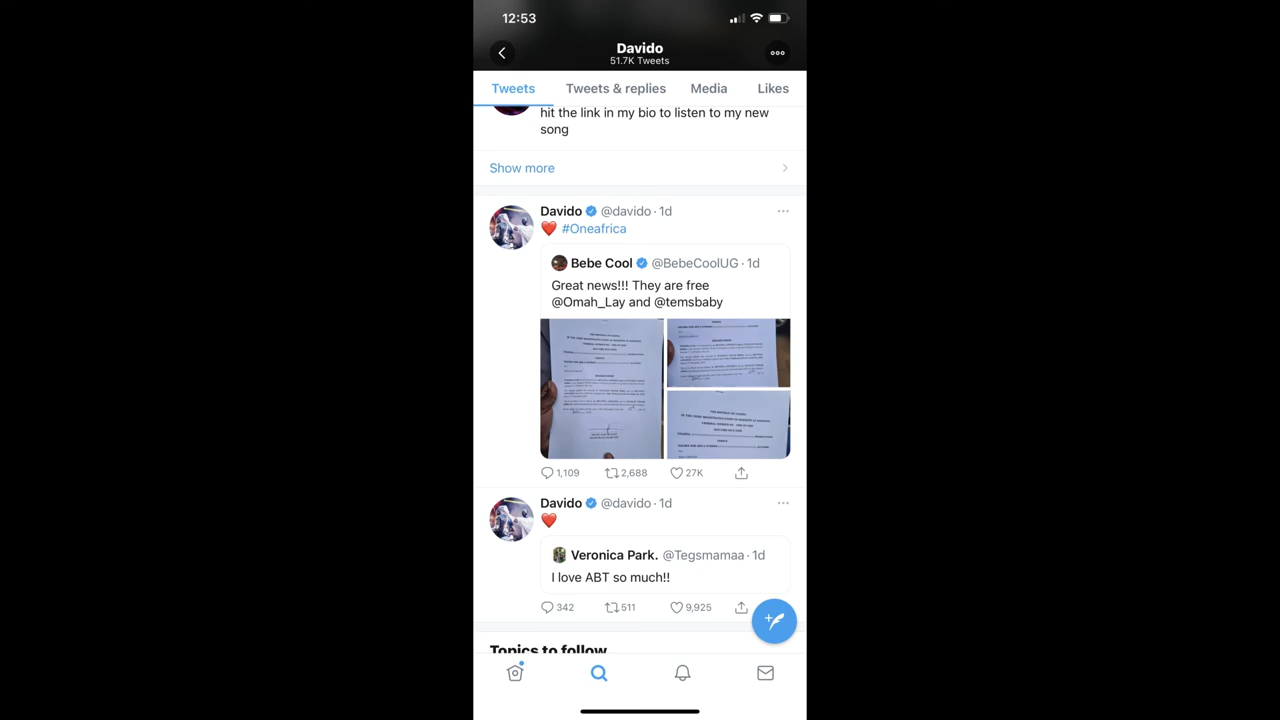 12:53
Davido
51.7K Tweets
Tweets Tweets & replies Media Likes
hit the link in my bio to listen to my new
song
Show more
Davido @davido · 1d
❤️ #Oneafrica
Bebe Cool @BebeCoolUG · 1d
Great news!!! They are free
@Omah_Lay and @temsbaby
1,109 2,688 27K
Davido @davido · 1d
❤️
Veronica Park. @Tegsmamaa · 1d
I love ABT so much!!
342 511 9,925
Topics to follow